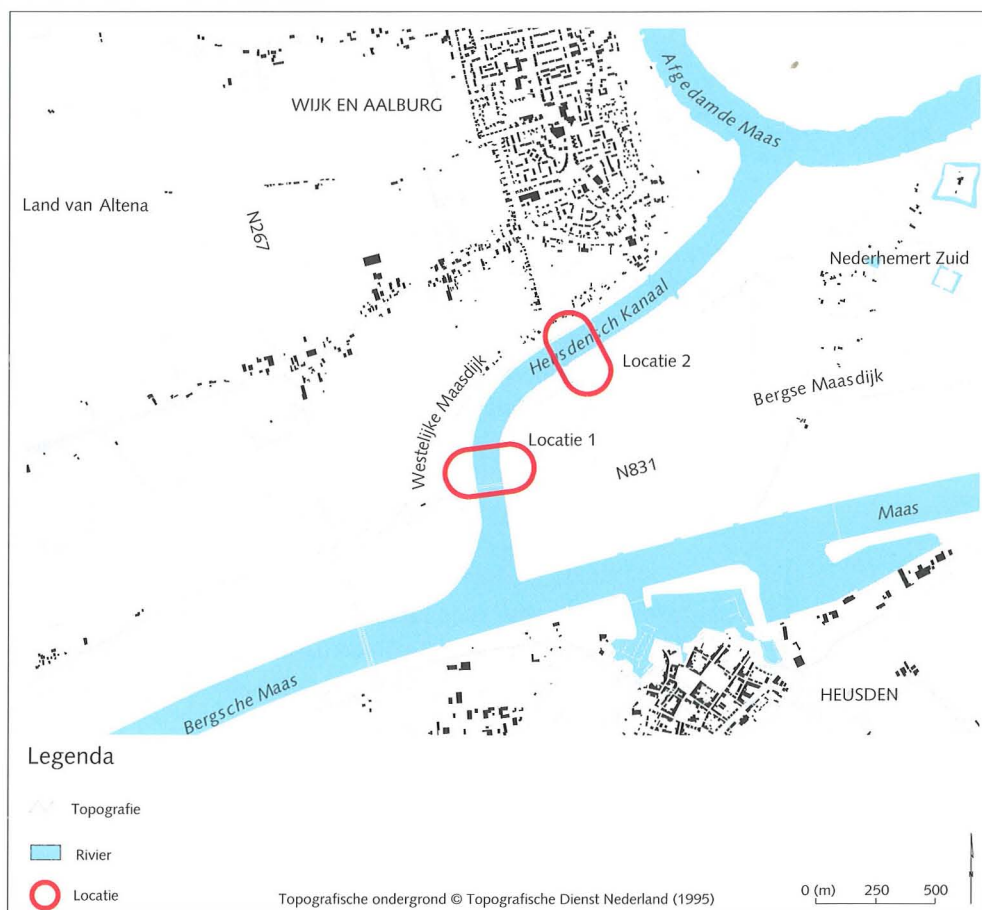 Afgedamde Maas
WIJK EN AALBURG
Land van Altena
N267
Nederhemert Zuid
Heusdensch Kanaal
Locatie 2
Westelijke Maasdijk
Bergse Maasdijk
Locatie 1
N831
Maas
Bergsche Maas
HEUSDEN
Legenda
Topografie
Rivier
Locatie
Topografische ondergrond © Topografische Dienst Nederland (1995)
0 (m) 250 500
N